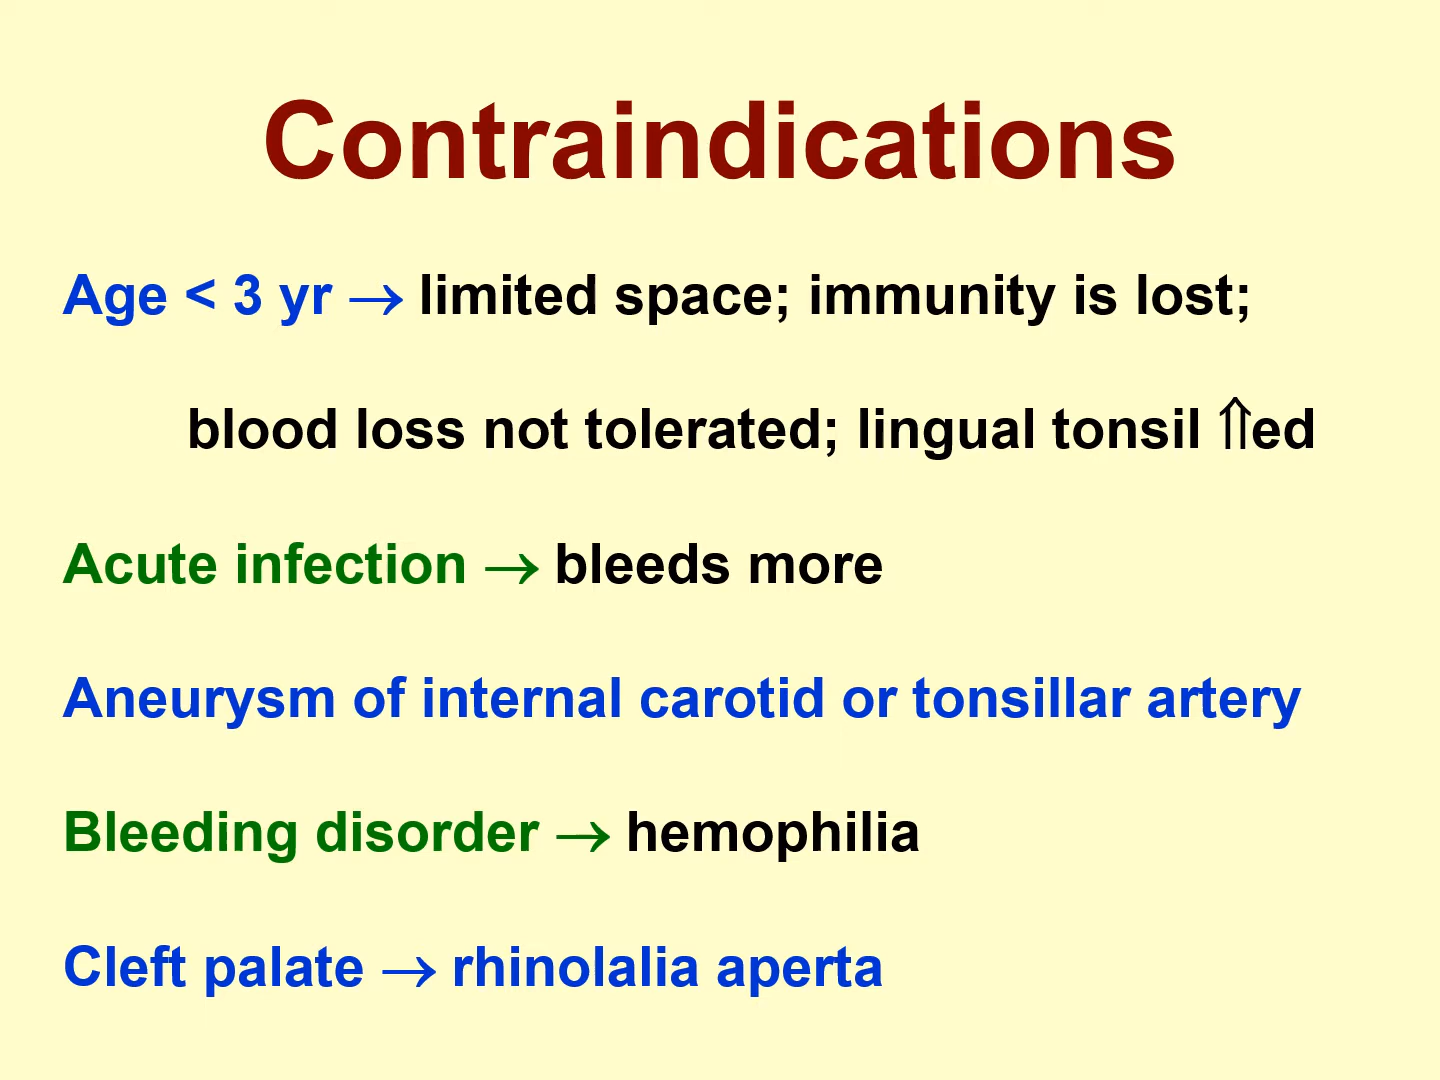 Contraindications
Age < 3 yr → limited space; immunity is lost;
blood loss not tolerated; lingual tonsil ⇑ed
Acute infection → bleeds more
Aneurysm of internal carotid or tonsillar artery
Bleeding disorder → hemophilia
Cleft palate → rhinolalia aperta